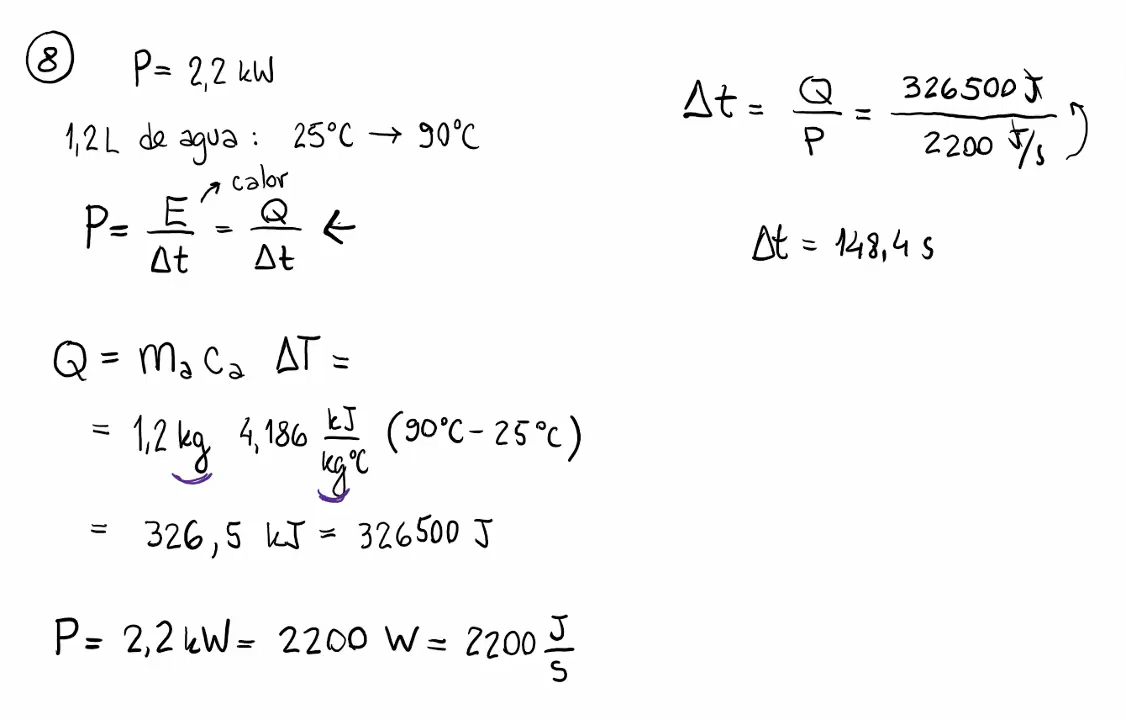 8 P= 2,2 kW
1,2L de agua: 25°C → 90°C
P= E/Δt = Q/Δt ←
↗ calor
Q = mₐ cₐ ΔT =
= 1,2 kg 4,186 kJ/kg°C (90°C - 25°C)
= 326,5 kJ = 326500 J
P= 2,2 kW= 2200 W= 2200 J/s
Δt = Q/P = 326500 J/2200 J/s
Δt = 148,4 s